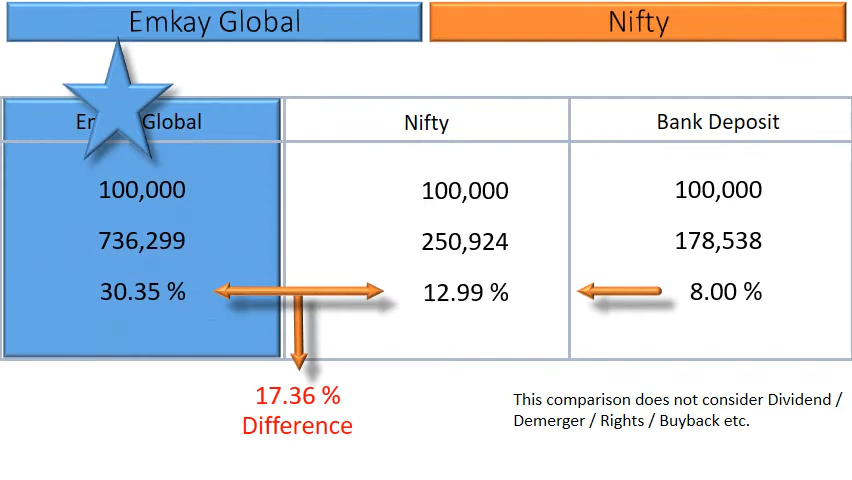 Emkay Global
Nifty
Global
Nifty
Bank Deposit
100,000
100,000
100,000
736,299
250,924
178,538
30.35 %
12.99 %
8.00 %
17.36 %
Difference
This comparison does not consider Dividend /
Demerger / Rights / Buyback etc.